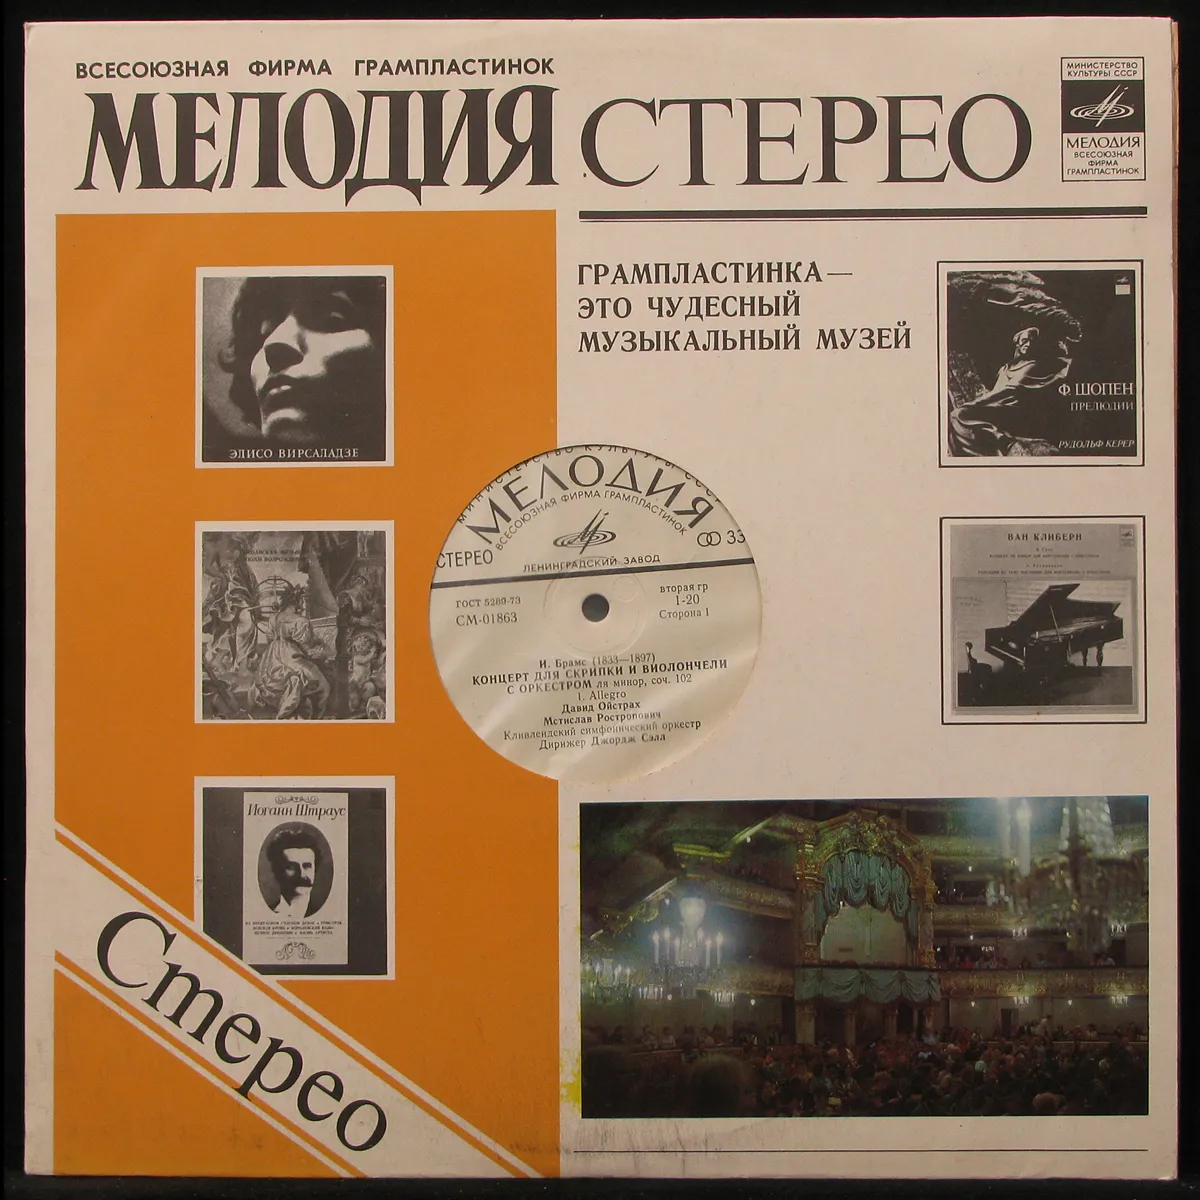 ВСЕСОЮЗНАЯ ФИРМА ГРАМПЛАСТИНОК
МЕЛОДИЯ СТЕРЕО
МИНИСТЕРСТВО
КУЛЬТУРЫ СССР
МЕЛОДИЯ
ВСЕСОЮЗНАЯ
ФИРМА
ГРАМПЛАСТИНОК
ГРАМПЛАСТИНКА—
ЭТО ЧУДЕСНЫЙ
МУЗЫКАЛЬНЫЙ МУЗЕЙ
ЭЛИСО ВИРСАЛАДЗЕ
Ф. ШОПЕН
ПРЕЛЮДИИ
РУДОЛЬФ КЕРЕР
МИНИСТЕРСТВО КУЛЬТУРЫ СССР
МЕЛОДИЯ
ВСЕСОЮЗНАЯ ФИРМА ГРАМПЛАСТИНОК
СТЕРЕО
33
ЛЕНИНГРАДСКИЙ ЗАВОД
ГОСТ 5289-73
СМ-01863
вторая гр
1-20
Сторона 1
И. Брамс (1833—1897)
КОНЦЕРТ ДЛЯ СКРИПКИ И ВИОЛОНЧЕЛИ
С ОРКЕСТРОМ ля минор, соч. 102
1. Allegro
Давид Ойстрах
Мстислав Ростропович
Кливлендский симфонический оркестр
Дирижер Джордж Сэлл
ВАН КЛИБЕРН
Иоганн Штраус
Стерео